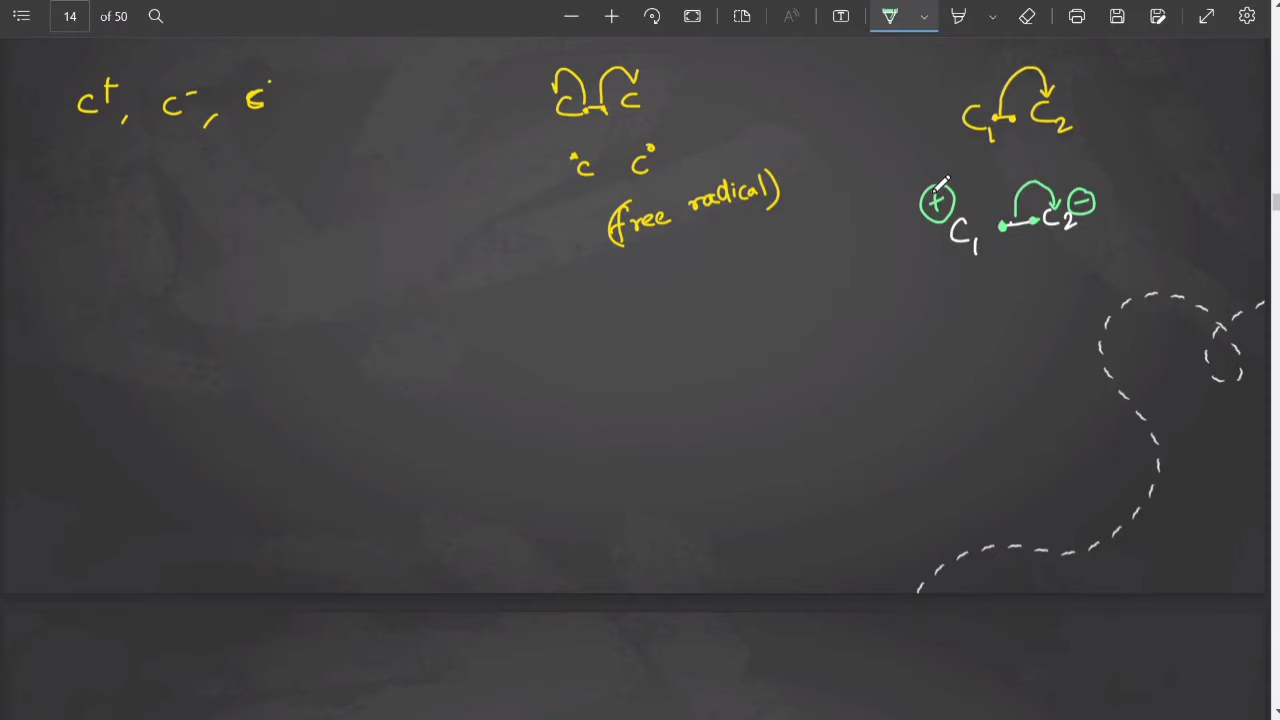 14 of 50
C⁺, C⁻, C·
C C
·C C·
(free radical)
C₁ C₂
+ C₁ C₂ −